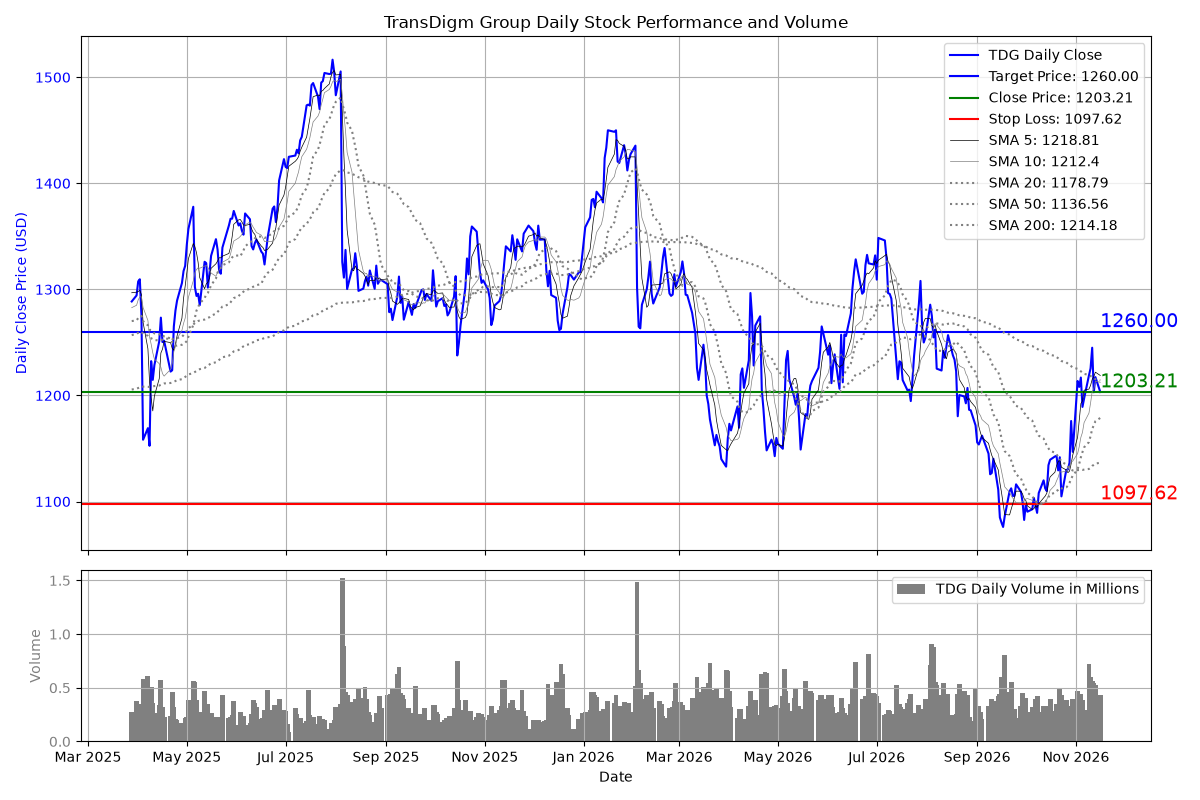 TransDigm Group Daily Stock Performance and Volume
Daily Close Price (USD)
1500
1400
1300
1200
1100
TDG Daily Close
Target Price: 1260.00
Close Price: 1203.21
Stop Loss: 1097.62
SMA 5: 1218.81
SMA 10: 1212.4
SMA 20: 1178.79
SMA 50: 1136.56
SMA 200: 1214.18
1260.00
1203.21
1097.62
Volume
1.5
1.0
0.5
0.0
TDG Daily Volume in Millions
Mar 2025 May 2025 Jul 2025 Sep 2025 Nov 2025 Jan 2026 Mar 2026 May 2026 Jul 2026 Sep 2026 Nov 2026
Date